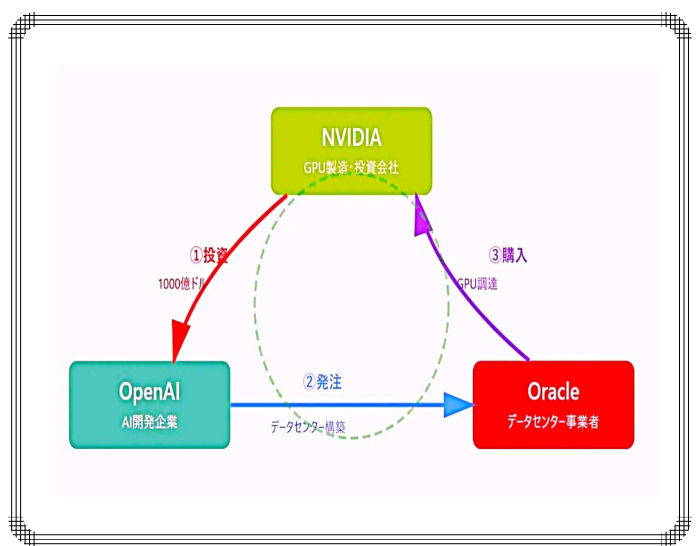 NVIDIA
GPU製造・投資会社
①投資
1000億ドル
③購入
GPU調達
②発注
データセンター構築
OpenAI
AI開発企業
Oracle
データセンター事業者